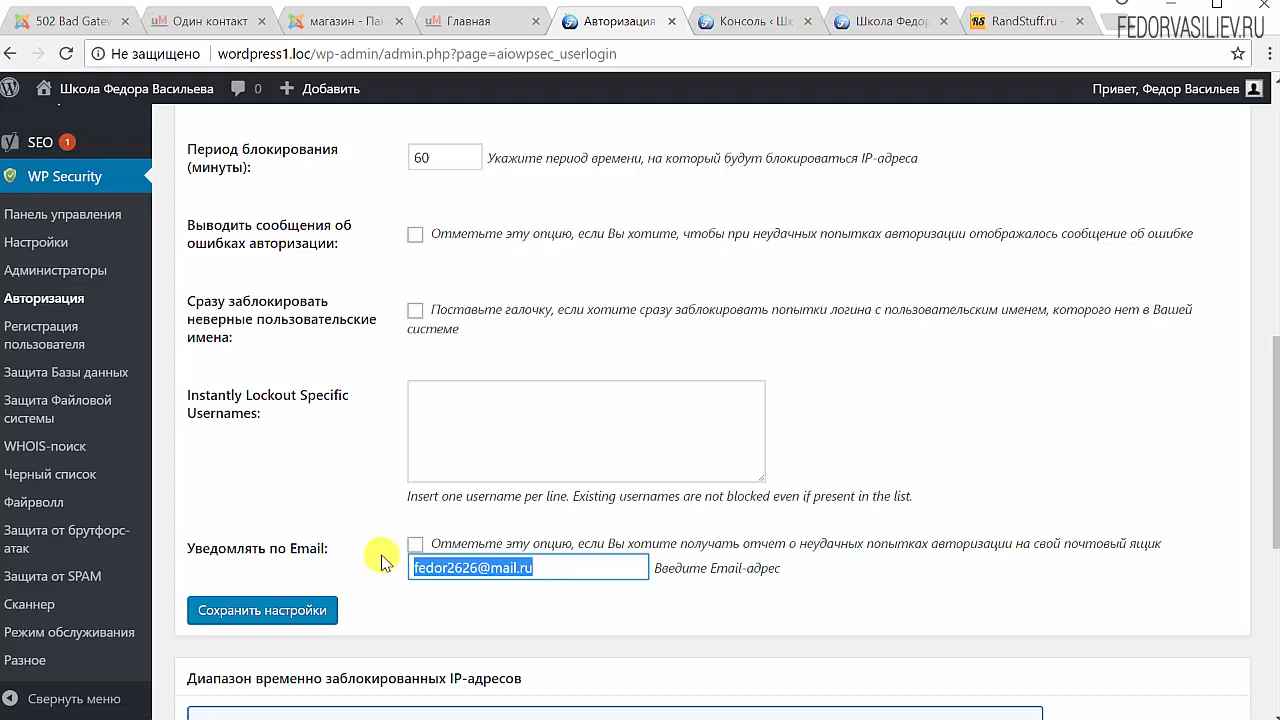 502 Bad Gatew
Один контакт
магазин - Па
Главная
Авторизация
Консоль ‹ Шк
Школа Федор
RandStuff.ru -
FEDORVASILIEV.RU
Не защищено
wordpress1.loc/wp-admin/admin.php?page=aiowpsec_userlogin
Школа Федора Васильева
0
Добавить
Привет, Федор Васильев
SEO 1
WP Security
Панель управления
Настройки
Администраторы
Авторизация
Регистрация
пользователя
Защита Базы данных
Защита Файловой
системы
WHOIS-поиск
Черный список
Файрволл
Защита от брутфорс-
атак
Защита от SPAM
Сканнер
Режим обслуживания
Разное
Свернуть меню
Период блокирования
(минуты):
60
Укажите период времени, на который будут блокироваться IP-адреса
Выводить сообщения об
ошибках авторизации:
Отметьте эту опцию, если Вы хотите, чтобы при неудачных попытках авторизации отображалось сообщение об ошибке
Сразу заблокировать
неверные пользовательские
имена:
Поставьте галочку, если хотите сразу заблокировать попытки логина с пользовательским именем, которого нет в Вашей
системе
Instantly Lockout Specific
Usernames:
Insert one username per line. Existing usernames are not blocked even if present in the list.
Уведомлять по Email:
Отметьте эту опцию, если Вы хотите получать отчет о неудачных попытках авторизации на свой почтовый ящик
fedor2626@mail.ru
Введите Email-адрес
Сохранить настройки
Диапазон временно заблокированных IP-адресов